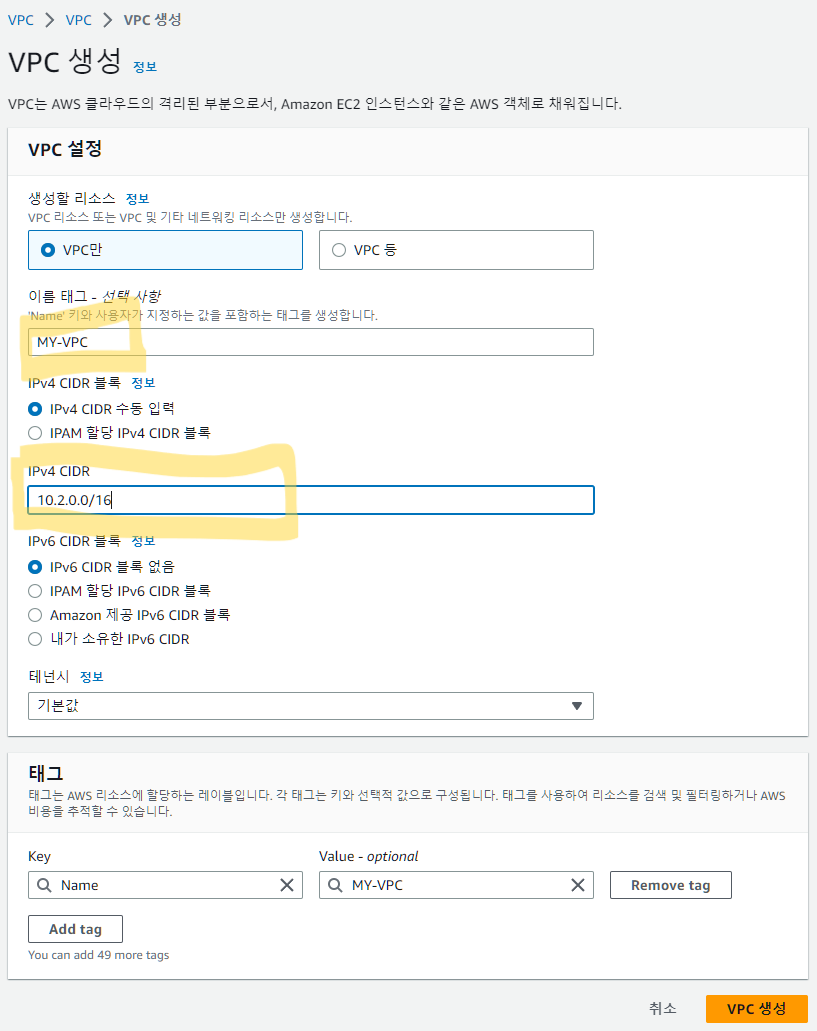 VPC > VPC > VPC 생성
VPC 생성 정보
VPC는 AWS 클라우드의 격리된 부분으로서, Amazon EC2 인스턴스와 같은 AWS 객체로 채워집니다.
VPC 설정
생성할 리소스 정보
VPC 리소스 또는 VPC 및 기타 네트워킹 리소스만 생성합니다.
VPC만 VPC 등
이름 태그 - 선택 사항
'Name' 키와 사용자가 지정하는 값을 포함하는 태그를 생성합니다.
MY-VPC
IPv4 CIDR 블록 정보
IPv4 CIDR 수동 입력
IPAM 할당 IPv4 CIDR 블록
IPv4 CIDR
10.2.0.0/16
IPv6 CIDR 블록 정보
IPv6 CIDR 블록 없음
IPAM 할당 IPv6 CIDR 블록
Amazon 제공 IPv6 CIDR 블록
내가 소유한 IPv6 CIDR
테넌시 정보
기본값
태그
태그는 AWS 리소스에 할당하는 레이블입니다. 각 태그는 키와 선택적 값으로 구성됩니다. 태그를 사용하여 리소스를 검색 및 필터링하거나 AWS
비용을 추적할 수 있습니다.
Key Value - optional
Name MY-VPC Remove tag
Add tag
You can add 49 more tags
취소 VPC 생성